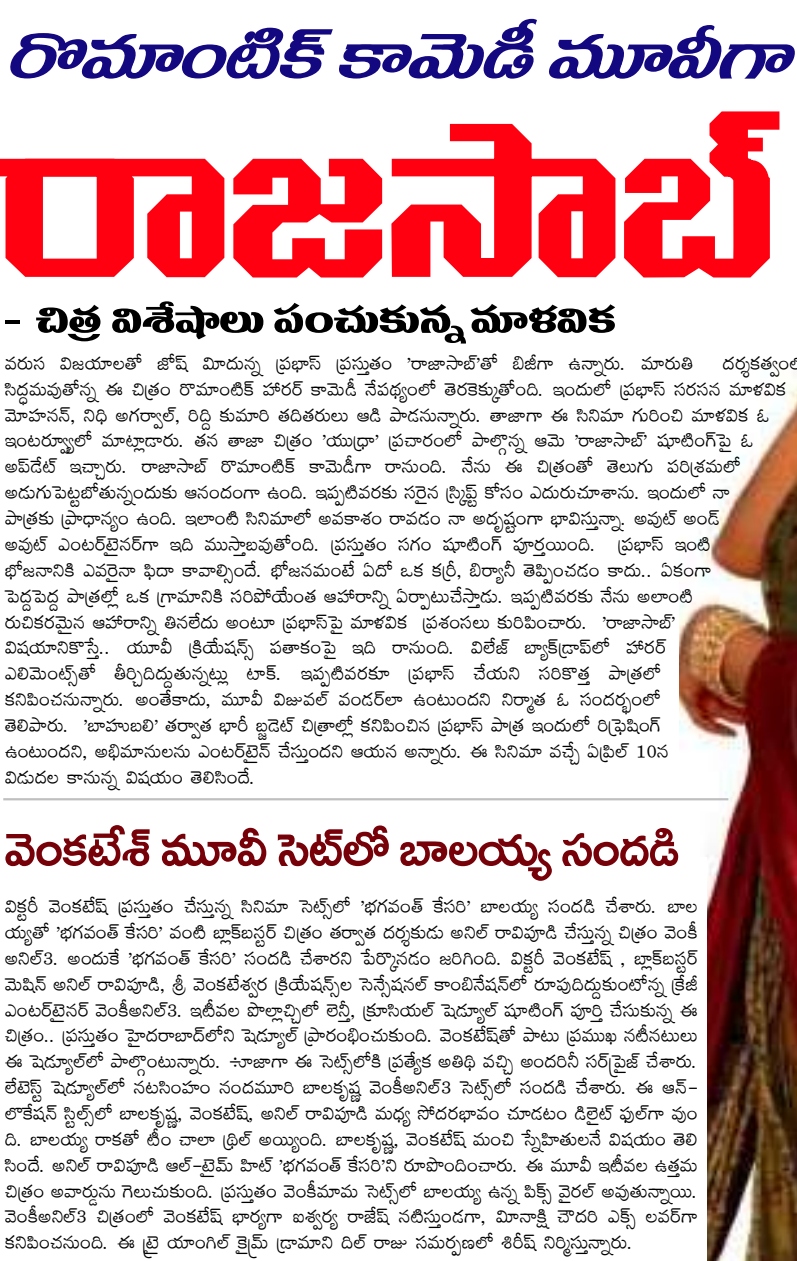 రొమాంటిక్ కామెడీ మూవీగా
రాజసాబ్
- చిత్ర విశేషాలు పంచుకున్న మాళవిక
వరుస విజయాలతో జోష్ మీదున్న ప్రభాస్ ప్రస్తుతం 'రాజాసాబ్'తో బిజీగా ఉన్నారు. మారుతి దర్శకత్వం
సిద్ధమవుతోన్న ఈ చిత్రం రొమాంటిక్ హారర్ కామెడీ నేపథ్యంలో తెరకెక్కుతోంది. ఇందులో ప్రభాస్ సరసన మాళవిక
మోహనన్, నిధి అగర్వాల్, రిద్ది కుమారి తదితరులు ఆడి పాడనున్నారు. తాజాగా ఈ సినిమా గురించి మాళవిక ఓ
ఇంటర్వ్యూలో మాట్లాడారు. తన తాజా చిత్రం 'యుధ్రా' ప్రచారంలో పాల్గొన్న ఆమె 'రాజాసాబ్' షూటింగ్‌పై ఓ
అప్‌డేట్ ఇచ్చారు. రాజాసాబ్ రొమాంటిక్ కామెడీగా రానుంది. నేను ఈ చిత్రంతో తెలుగు పరిశ్రమలో
అడుగుపెట్టబోతున్నందుకు ఆనందంగా ఉంది. ఇప్పటివరకు సరైన స్క్రిప్ట్ కోసం ఎదురుచూశాను. ఇందులో నా
పాత్రకు ప్రాధాన్యం ఉంది. ఇలాంటి సినిమాలో అవకాశం రావడం నా అదృష్టంగా భావిస్తున్నా. అవుట్ అండ్
అవుట్ ఎంటర్‌టైనర్‌గా ఇది ముస్తాబవుతోంది. ప్రస్తుతం సగం షూటింగ్ పూర్తయింది. ప్రభాస్ ఇంటి
భోజనానికి ఎవరైనా ఫిదా కావాల్సిందే. భోజనమంటే ఏదో ఒక కర్రీ, బిర్యానీ తెప్పించడం కాదు.. ఏకంగా
పెద్దపెద్ద పాత్రల్లో ఒక గ్రామానికి సరిపోయేంత ఆహారాన్ని ఏర్పాటుచేస్తాడు. ఇప్పటివరకు నేను అలాంటి
రుచికరమైన ఆహారాన్ని తినలేదు అంటూ ప్రభాస్‌పై మాళవిక ప్రశంసలు కురిపించారు. 'రాజాసాబ్'
విషయానికొస్తే.. యూవీ క్రియేషన్స్ పతాకంపై ఇది రానుంది. విలేజ్ బ్యాక్‌డ్రాప్‌లో హారర్
ఎలిమెంట్స్‌తో తీర్చిదిద్దుతున్నట్లు టాక్. ఇప్పటివరకూ ప్రభాస్ చేయని సరికొత్త పాత్రలో
కనిపించనున్నారు. అంతేకాదు, మూవీ విజువల్ వండర్‌లా ఉంటుందని నిర్మాత ఓ సందర్భంలో
తెలిపారు. 'బాహుబలి' తర్వాత భారీ బ్జడెట్ చిత్రాల్లో కనిపించిన ప్రభాస్ పాత్ర ఇందులో రిఫ్రెషింగ్
ఉంటుందని, అభిమానులను ఎంటర్‌టైన్ చేస్తుందని ఆయన అన్నారు. ఈ సినిమా వచ్చే ఏప్రిల్ 10న
విడుదల కానున్న విషయం తెలిసిందే.
వెంకటేశ్ మూవీ సెట్‌లో బాలయ్య సందడి
విక్టరీ వెంకటేష్ ప్రస్తుతం చేస్తున్న సినిమా సెట్స్‌లో 'భగవంత్ కేసరి' బాలయ్య సందడి చేశారు. బాల
య్యతో 'భగవంత్ కేసరి' వంటి బ్లాక్‌బస్టర్ చిత్రం తర్వాత దర్శకుడు అనిల్ రావిపూడి చేస్తున్న చిత్రం వెంకీ
అనిల్3. అందుకే 'భగవంత్ కేసరి' సందడి చేశారని పేర్కొనడం జరిగింది. విక్టరీ వెంకటేష్ , బ్లాక్‌బస్టర్
మెషిన్ అనిల్ రావిపూడి, శ్రీ వెంకటేశ్వర క్రియేషన్స్‌ల సెన్సేషనల్ కాంబినేషన్‌లో రూపుదిద్దుకుంటోన్న క్రేజీ
ఎంటర్‌టైనర్ వెంకీఅనిల్3. ఇటీవల పొల్లాచ్చిలో లెన్తీ, క్రూసియల్ షెడ్యూల్ షూటింగ్ పూర్తి చేసుకున్న ఈ
చిత్రం.. ప్రస్తుతం హైదరాబాద్‌లోని షెడ్యూల్ ప్రారంభించుకుంది. వెంకటేష్‌తో పాటు ప్రముఖ నటీనటులు
ఈ షెడ్యూల్‌లో పాల్గొంటున్నారు. ఈ సెట్స్‌లోకి ప్రత్యేక అతిథి వచ్చి అందరినీ సర్‌ప్రైజ్ చేశారు.
లేటెస్ట్ షెడ్యూల్‌లో నటసింహం నందమూరి బాలకృష్ణ వెంకీఅనిల్3 సెట్స్‌లో సందడి చేశారు. ఈ ఆన్-
లొకేషన్ స్టిల్స్‌లో బాలకృష్ణ, వెంకటేష్, అనిల్ రావిపూడి మధ్య సోదరభావం చూడటం డిలైట్ ఫుల్‌గా వుం
ది. బాలయ్య రాకతో టీం చాలా థ్రిల్ అయ్యింది. బాలకృష్ణ, వెంకటేష్ మంచి స్నేహితులనే విషయం తెలి
సిందే. అనిల్ రావిపూడి ఆల్-టైమ్ హిట్ 'భగవంత్ కేసరి'ని రూపొందించారు. ఈ మూవీ ఇటీవల ఉత్తమ
చిత్రం అవార్డును గెలుచుకుంది. ప్రస్తుతం వెంకీమామ సెట్స్‌లో బాలయ్య ఉన్న పిక్స్ వైరల్ అవుతున్నాయి.
వెంకీఅనిల్3 చిత్రంలో వెంకటేష్ భార్యగా ఐశ్వర్య రాజేష్ నటిస్తుండగా, మీనాక్షి చౌదరి ఎక్స్ లవర్‌గా
కనిపించనుంది. ఈ ట్రై యాంగిల్ క్రైమ్ డ్రామాని దిల్ రాజు సమర్పణలో శిరీష్ నిర్మిస్తున్నారు.